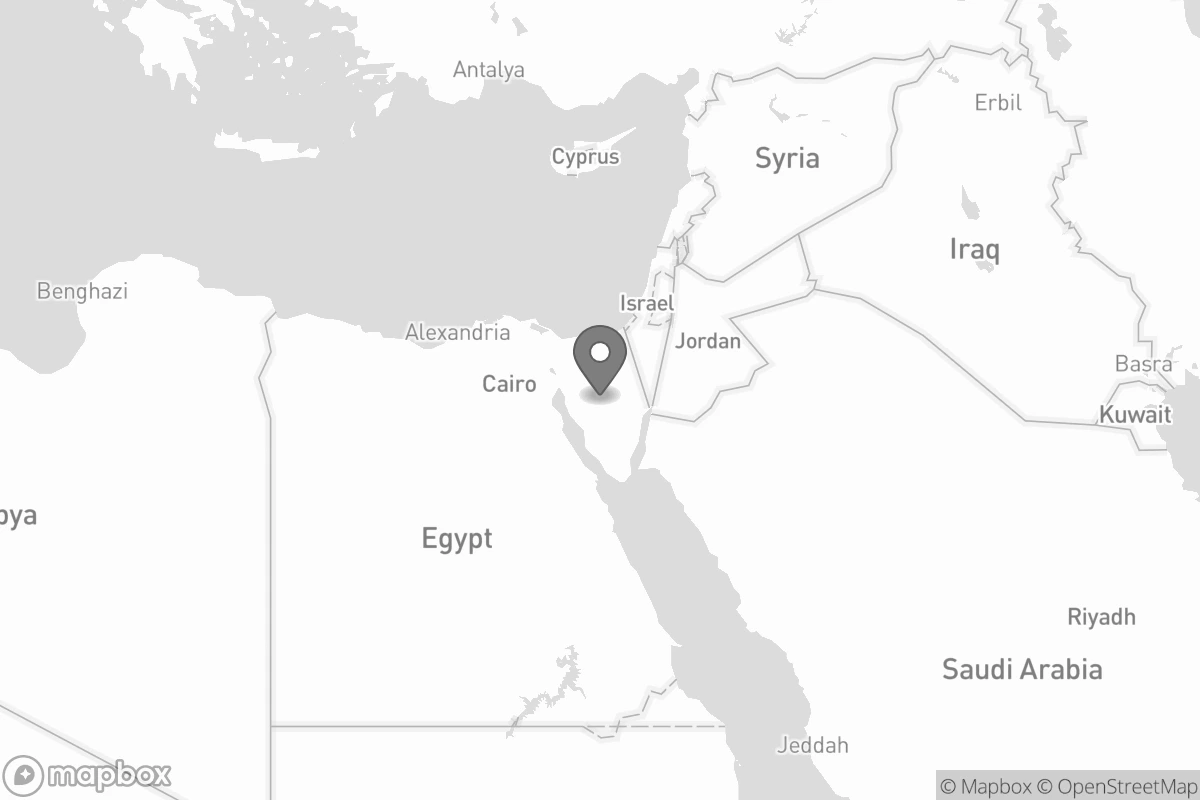 Antalya
Erbil
Cyprus
Syria
Iraq
Benghazi
Israel
Alexandria
Jordan
Basra
Cairo
Kuwait
bya
Egypt
Riyadh
Saudi Arabia
Jeddah
mapbox
© Mapbox © OpenStreetMap